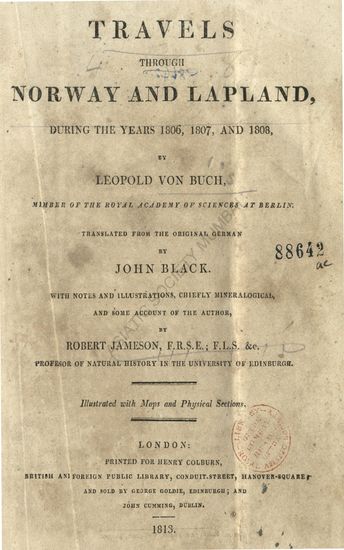 TRAVELS
THROUGH
NORWAY AND LAPLAND,
DURING THE YEARS 1806, 1807, AND 1808,
BY
LEOPOLD VON BUCH,
MEMBER OF THE ROYAL ACADEMY OF SCIENCES AT BERLIN.
TRANSLATED FROM THE ORIGINAL GERMAN
BY
JOHN BLACK.
88642
WITH NOTES AND ILLUSTRATIONS, CHIEFLY MINERALOGICAL,
AND SOME ACCOUNT OF THE AUTHOR,
BY
ROBERT JAMESON, F.R.S.E.; F.L.S. &c.
PROFESOR OF NATURAL HISTORY IN THE UNIVERSITY OF EDINBURGH.
Illustrated with Maps and Physical Sections.
LONDON:
PRINTED FOR HENRY COLBURN,
BRITISH AND FOREIGN PUBLIC LIBRARY, CONDUIT-STREET, HANOVER-SQUARE;
AND SOLD BY GEORGE GOLDIE, EDINBURGH; AND
JOHN CUMMING, DUBLIN.
1813.